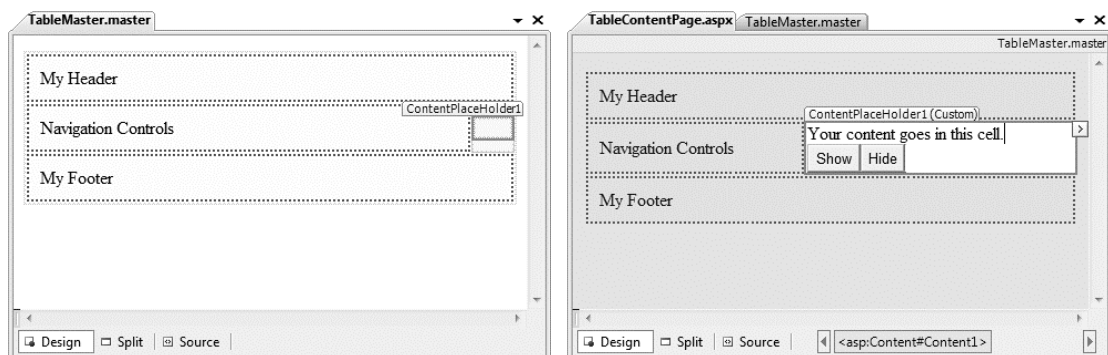 TableMaster.master
My Header
ContentPlaceHolder1
Navigation Controls
My Footer
Design Split Source
TableContentPage.aspx TableMaster.master
TableMaster.master
My Header
ContentPlaceHolder1 (Custom)
Your content goes in this cell.
Navigation Controls
Show Hide
My Footer
Design Split Source <asp:Content#Content1>